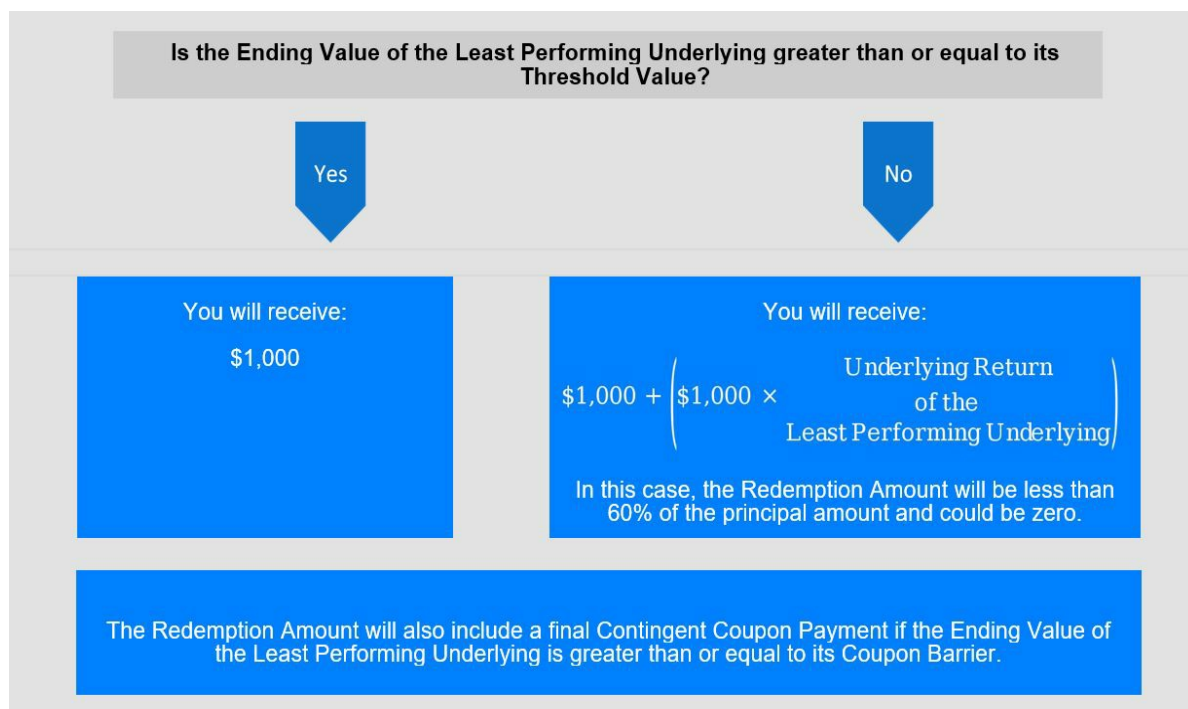 Is the Ending Value of the Least Performing Underlying greater than or equal to its
Threshold Value?
Yes
No
You will receive:
$1,000
You will receive:
$1,000 + ($1,000 × Underlying Return
of the
Least Performing Underlying)
In this case, the Redemption Amount will be less than
60% of the principal amount and could be zero.
The Redemption Amount will also include a final Contingent Coupon Payment if the Ending Value of
the Least Performing Underlying is greater than or equal to its Coupon Barrier.